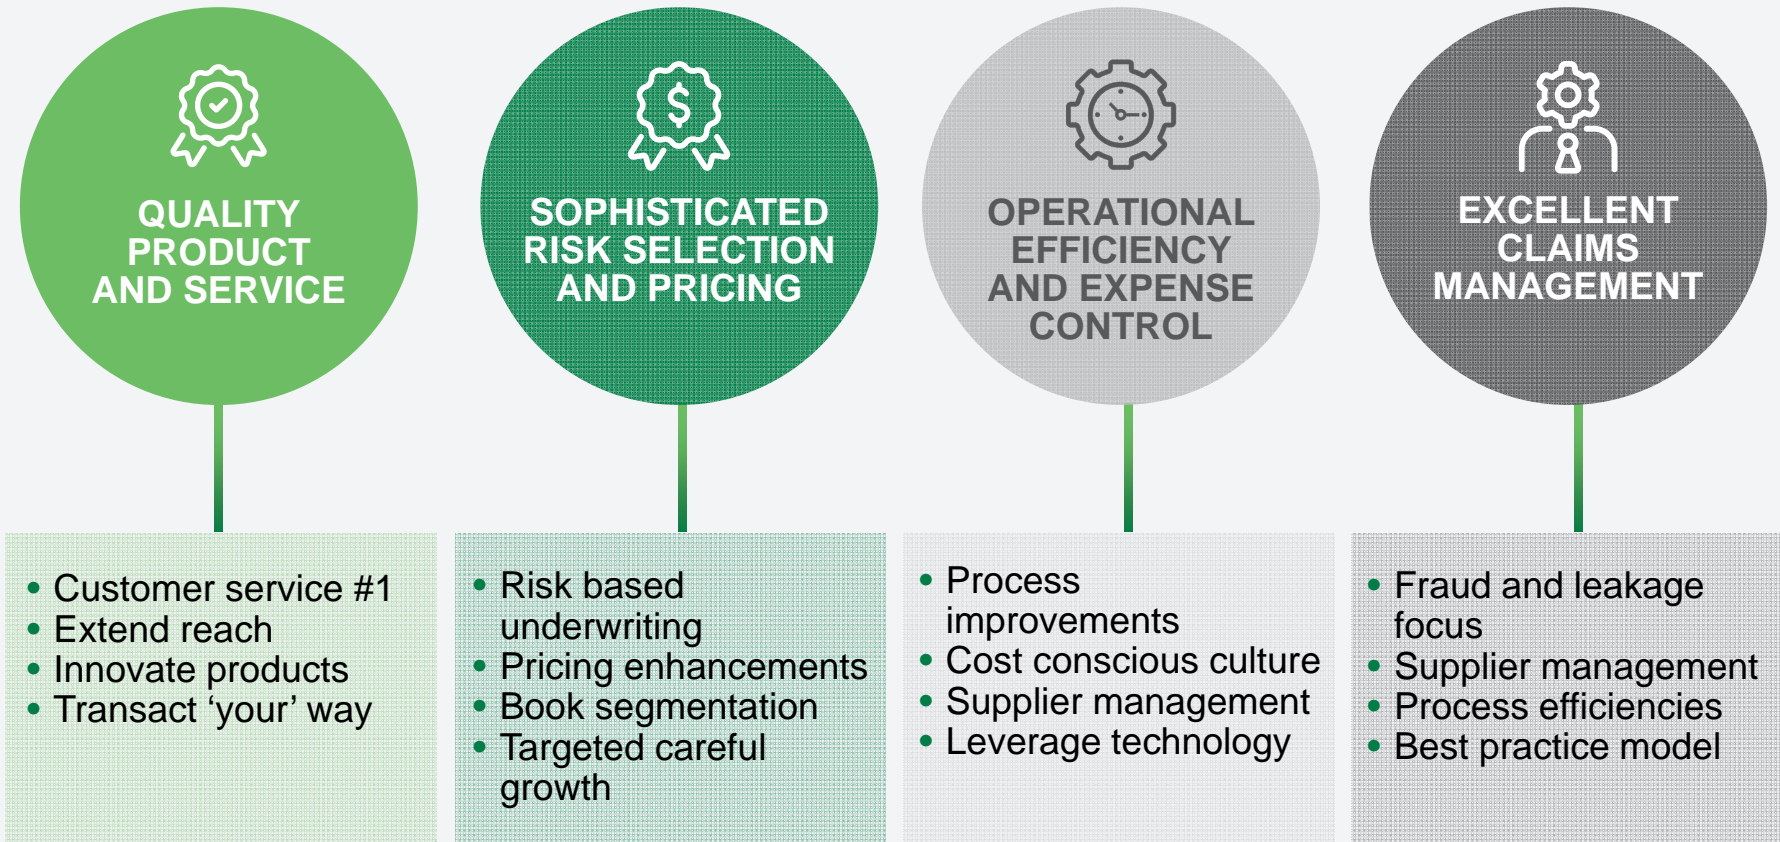 QUALITY
PRODUCT
AND SERVICE
• Customer service #1
• Extend reach
• Innovate products
• Transact ‘your’ way
$
SOPHISTICATED
RISK SELECTION
AND PRICING
• Risk based
underwriting
• Pricing enhancements
• Book segmentation
• Targeted careful
growth
OPERATIONAL
EFFICIENCY
AND EXPENSE
CONTROL
• Process
improvements
• Cost conscious culture
• Supplier management
• Leverage technology
EXCELLENT
CLAIMS
MANAGEMENT
• Fraud and leakage
focus
• Supplier management
• Process efficiencies
• Best practice model